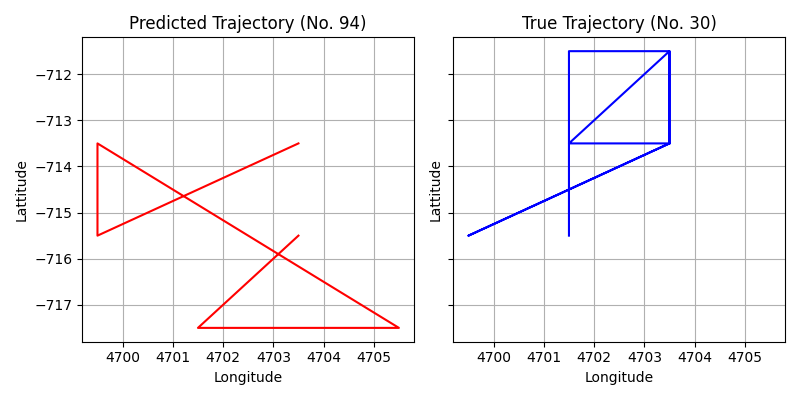 Predicted Trajectory (No. 94)
Lattitude
−712
−713
−714
−715
−716
−717
4700 4701 4702 4703 4704 4705
Longitude
True Trajectory (No. 30)
Lattitude
4700 4701 4702 4703 4704 4705
Longitude